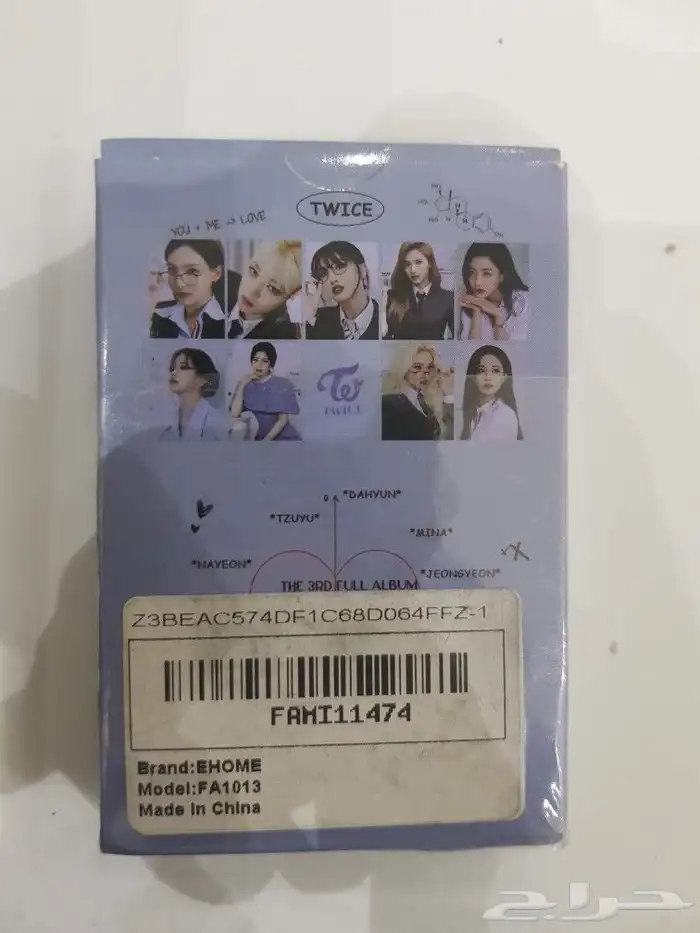 YOU + ME -> LOVE
TWICE
TWICE
9 *DAHYUN*
*TZUYU*
*MINA*
*NAYEON*
*JEONGYEON*
THE 3RD FULL ALBUM
Z3BEAC574DF1C68D064FFZ-1
FAMI11474
Brand:EHOME
Model:FA1013
Made in China
حراج